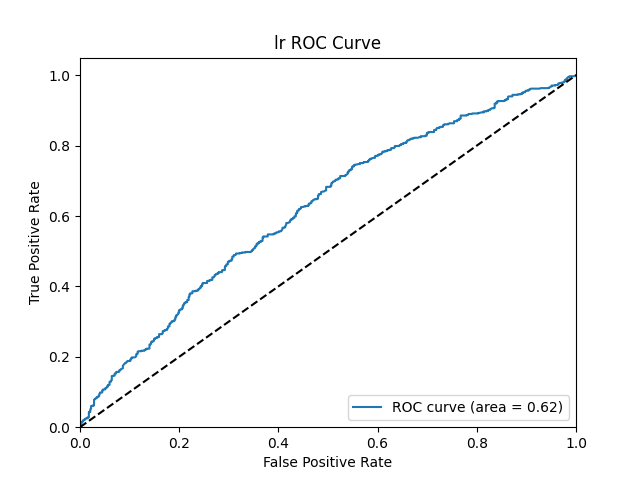 lr ROC Curve
True Positive Rate
1.0
0.8
0.6
0.4
0.2
0.0
0.0 0.2 0.4 0.6 0.8 1.0
False Positive Rate
ROC curve (area = 0.62)